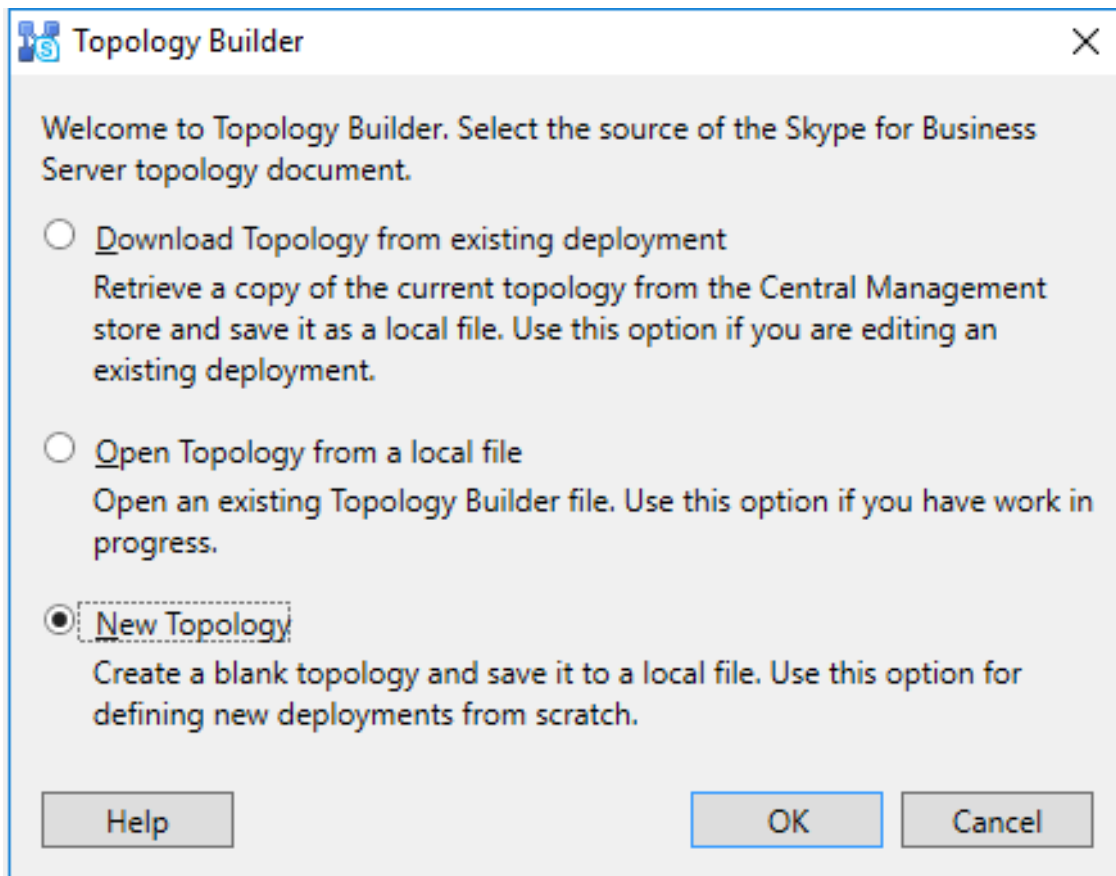 Topology Builder
Welcome to Topology Builder. Select the source of the Skype for Business
Server topology document.
Download Topology from existing deployment
Retrieve a copy of the current topology from the Central Management
store and save it as a local file. Use this option if you are editing an
existing deployment.
Open Topology from a local file
Open an existing Topology Builder file. Use this option if you have work in
progress.
New Topology
Create a blank topology and save it to a local file. Use this option for
defining new deployments from scratch.
Help
OK
Cancel